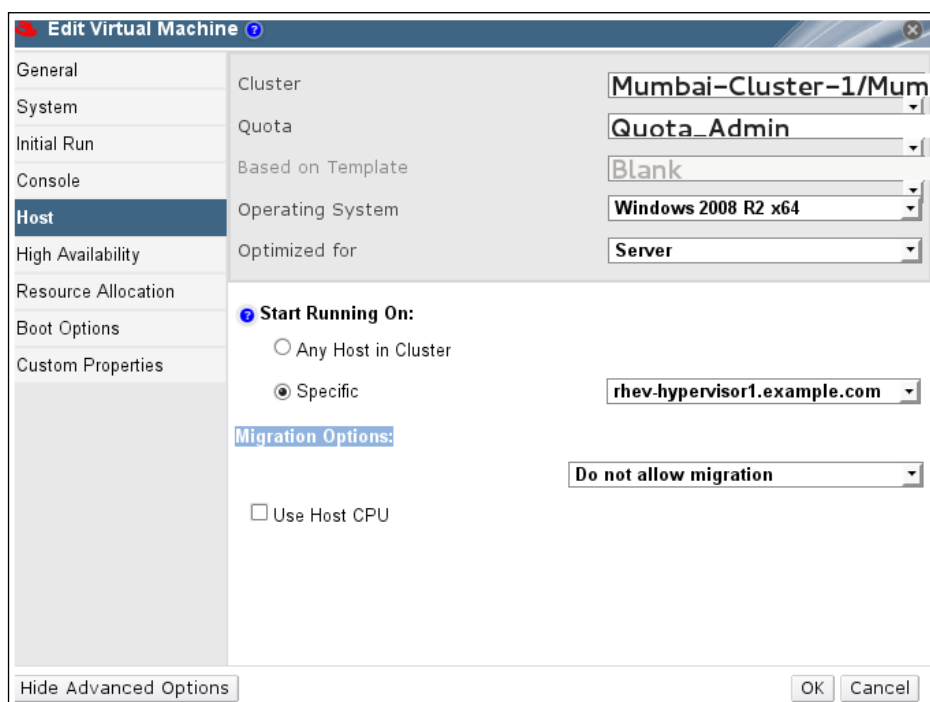 Edit Virtual Machine
General
System
Initial Run
Console
Host
High Availability
Resource Allocation
Boot Options
Custom Properties
Cluster Mumbai-Cluster-1/Mum
Quota Quota_Admin
Based on Template Blank
Operating System Windows 2008 R2 x64
Optimized for Server
Start Running On:
Any Host in Cluster
Specific rhev-hypervisor1.example.com
Migration Options:
Do not allow migration
Use Host CPU
Hide Advanced Options OK Cancel